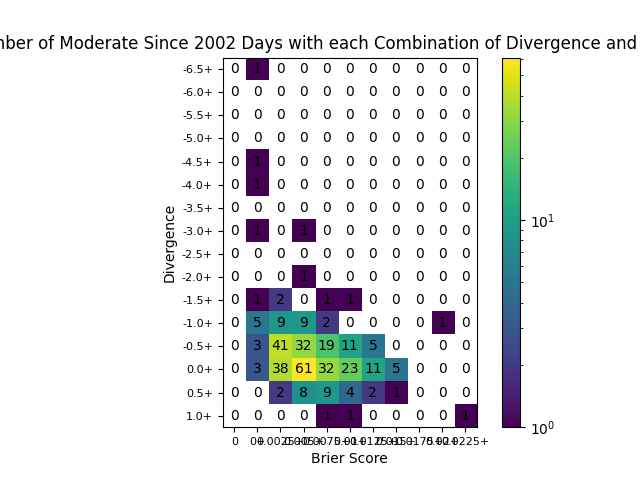 nber of Moderate Since 2002 Days with each Combination of Divergence and
-6.5+ 0 1 0 0 0 0 0 0 0 0 0
-6.0+ 0 0 0 0 0 0 0 0 0 0 0
-5.5+ 0 0 0 0 0 0 0 0 0 0 0
-5.0+ 0 0 0 0 0 0 0 0 0 0 0
-4.5+ 0 1 0 0 0 0 0 0 0 0 0
-4.0+ 0 1 0 0 0 0 0 0 0 0 0
-3.5+ 0 0 0 0 0 0 0 0 0 0 0
-3.0+ 0 1 0 1 0 0 0 0 0 0 0
-2.5+ 0 0 0 0 0 0 0 0 0 0 0
-2.0+ 0 0 0 1 0 0 0 0 0 0 0
-1.5+ 0 1 2 0 1 1 0 0 0 0 0
-1.0+ 0 5 9 9 2 0 0 0 0 1 0
-0.5+ 0 3 41 32 19 11 5 0 0 0 0
0.0+ 0 3 38 61 32 23 11 5 0 0 0
0.5+ 0 0 2 8 9 4 2 1 0 0 0
1.0+ 0 0 0 0 1 1 0 0 0 0 1
0
Brier Score
Divergence
10¹
10⁰